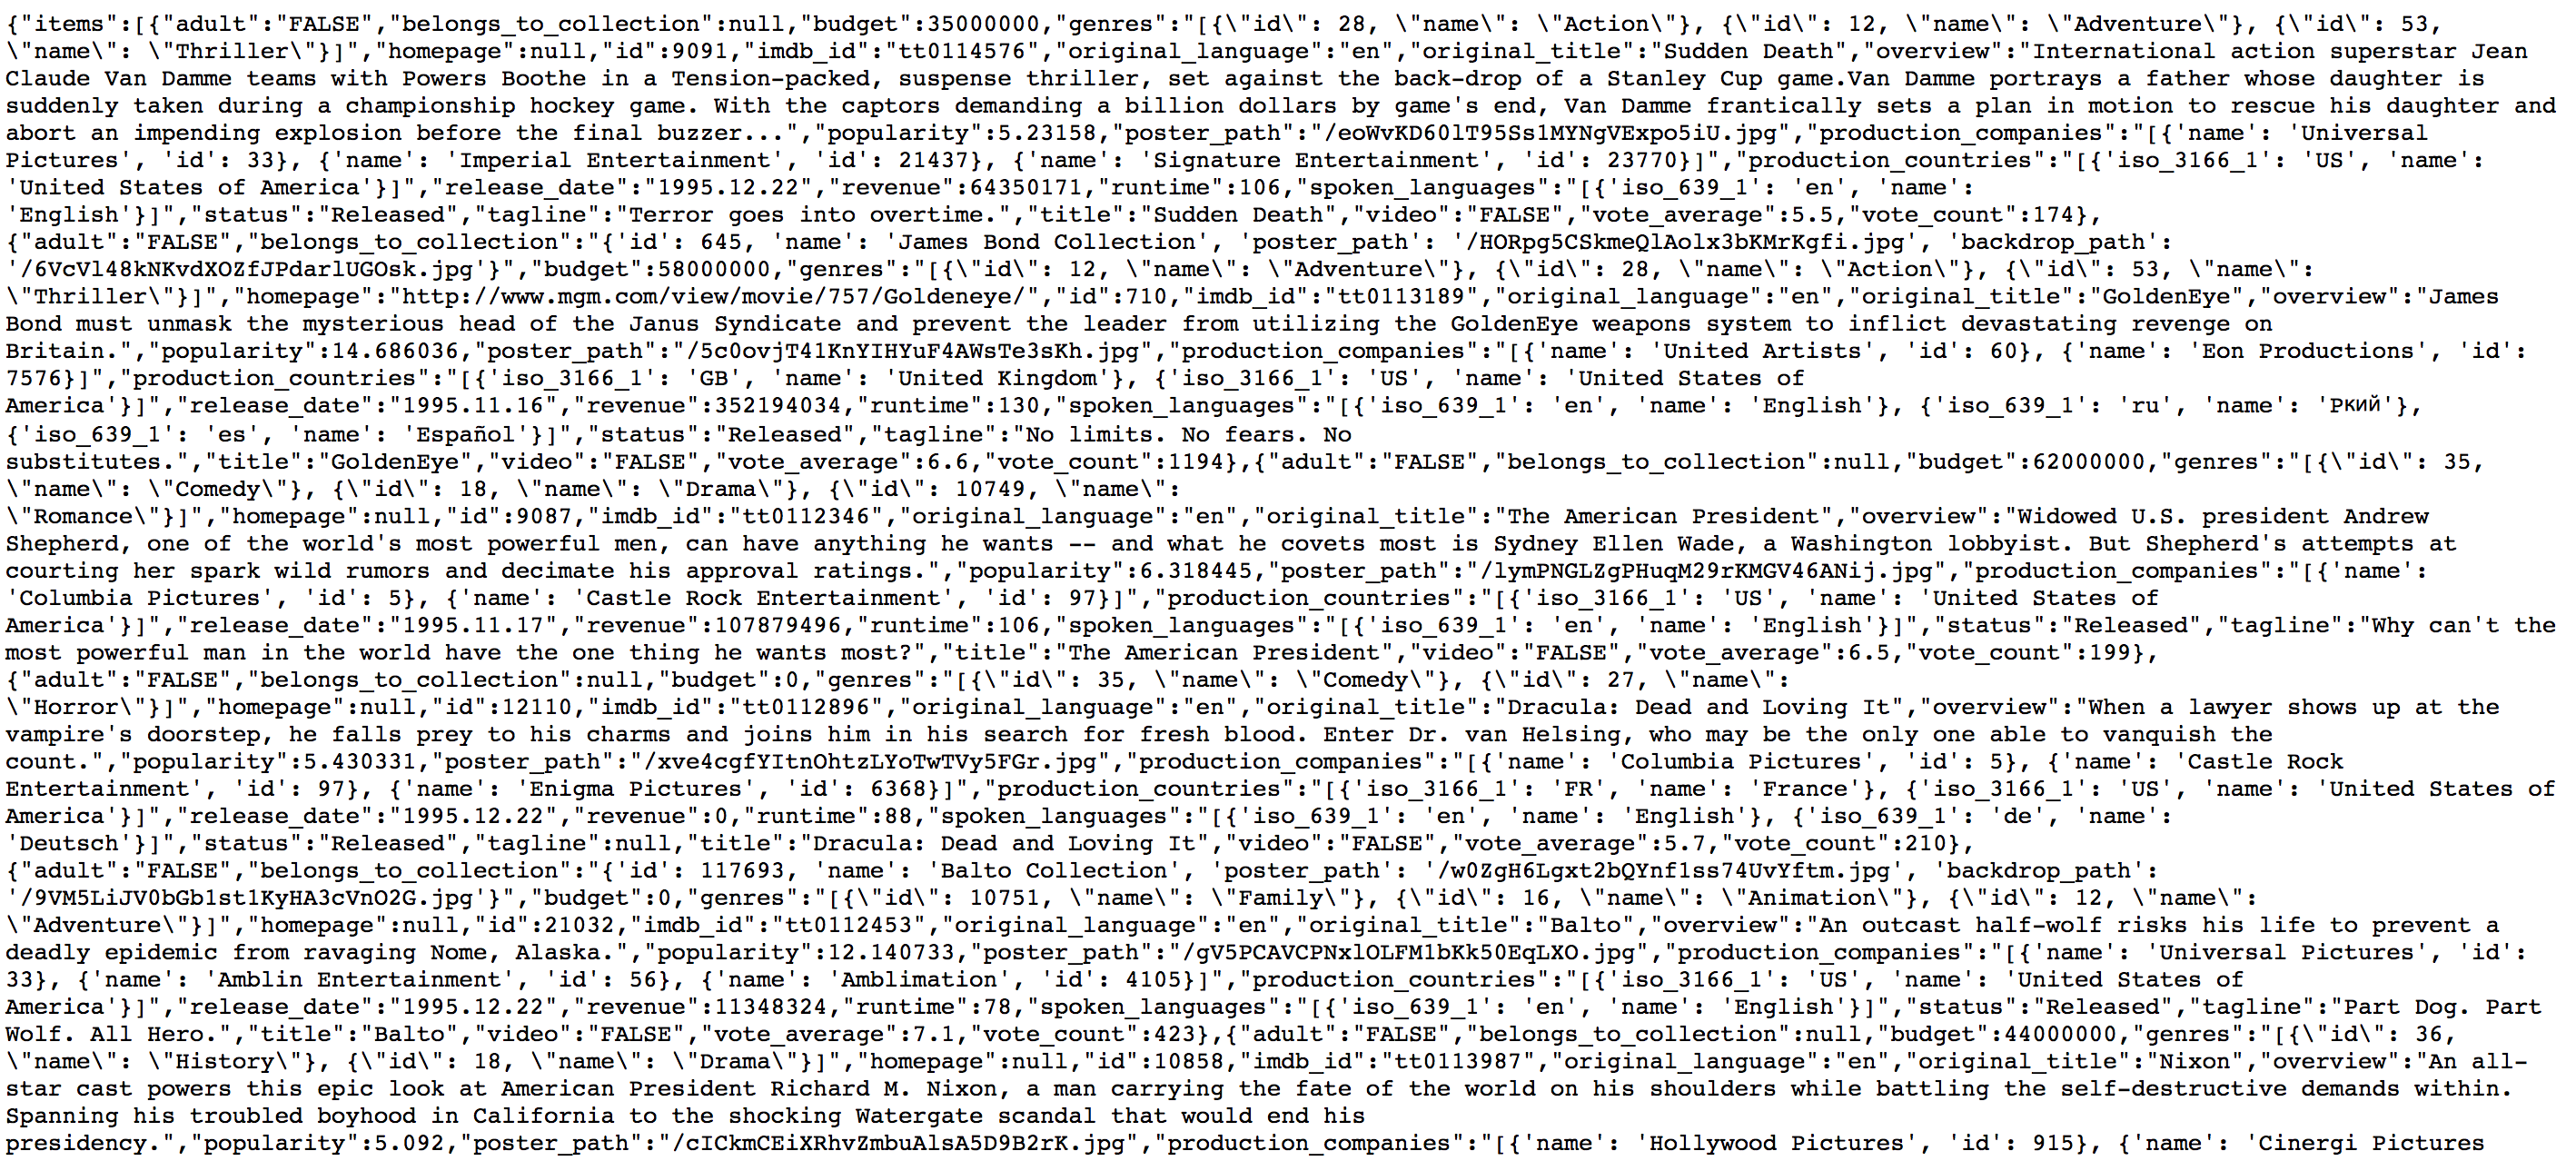 {"items":[{"adult":"FALSE","belongs_to_collection":null,"budget":35000000,"genres":"[{\"id\": 28, \"name\": \"Action\"}, {\"id\": 12, \"name\": \"Adventure\"}, {\"id\": 53,
\"name\": \"Thriller\"}]","homepage":null,"id":9091,"imdb_id":"tt0114576","original_language":"en","original_title":"Sudden Death","overview":"International action superstar Jean
Claude Van Damme teams with Powers Boothe in a Tension-packed, suspense thriller, set against the back-drop of a Stanley Cup game.Van Damme portrays a father whose daughter is
suddenly taken during a championship hockey game. With the captors demanding a billion dollars by game's end, Van Damme frantically sets a plan in motion to rescue his daughter and
abort an impending explosion before the final buzzer...","popularity":5.23158,"poster_path":"/eoWvKD60lT95Ss1MYNgVExpo5iU.jpg","production_companies":"[{'name': 'Universal
Pictures', 'id': 33}, {'name': 'Imperial Entertainment', 'id': 21437}, {'name': 'Signature Entertainment', 'id': 23770}]","production_countries":"[{'iso_3166_1': 'US', 'name':
'United States of America'}]","release_date":"1995.12.22","revenue":64350171,"runtime":106,"spoken_languages":"[{'iso_639_1': 'en', 'name':
'English'}]","status":"Released","tagline":"Terror goes into overtime.","title":"Sudden Death","video":"FALSE","vote_average":5.5,"vote_count":174},
{"adult":"FALSE","belongs_to_collection":"{'id': 645, 'name': 'James Bond Collection', 'poster_path': '/HORpg5CSkmeQlAolx3bKMrKgfi.jpg', 'backdrop_path':
'/6VcVl48kNKvdXOZfJPdarlUGOsk.jpg'}","budget":58000000,"genres":"[{\"id\": 12, \"name\": \"Adventure\"}, {\"id\": 28, \"name\": \"Action\"}, {\"id\": 53, \"name\":
\"Thriller\"}]","homepage":"http://www.mgm.com/view/movie/757/Goldeneye/","id":710,"imdb_id":"tt0113189","original_language":"en","original_title":"GoldenEye","overview":"James
Bond must unmask the mysterious head of the Janus Syndicate and prevent the leader from utilizing the GoldenEye weapons system to inflict devastating revenge on
Britain.","popularity":14.686036,"poster_path":"/5c0ovjT41KnYIHYuF4AWsTe3sKh.jpg","production_companies":"[{'name': 'United Artists', 'id': 60}, {'name': 'Eon Productions', 'id':
7576}]","production_countries":"[{'iso_3166_1': 'GB', 'name': 'United Kingdom'}, {'iso_3166_1': 'US', 'name': 'United States of
America'}]","release_date":"1995.11.16","revenue":352194034,"runtime":130,"spoken_languages":"[{'iso_639_1': 'en', 'name': 'English'}, {'iso_639_1': 'ru', 'name': 'Pкий'},
{'iso_639_1': 'es', 'name': 'Español'}]","status":"Released","tagline":"No limits. No fears. No
substitutes.","title":"GoldenEye","video":"FALSE","vote_average":6.6,"vote_count":1194},{"adult":"FALSE","belongs_to_collection":null,"budget":62000000,"genres":"[{\"id\": 35,
\"name\": \"Comedy\"}, {\"id\": 18, \"name\": \"Drama\"}, {\"id\": 10749, \"name\":
\"Romance\"}]","homepage":null,"id":9087,"imdb_id":"tt0112346","original_language":"en","original_title":"The American President","overview":"Widowed U.S. president Andrew
Shepherd, one of the world's most powerful men, can have anything he wants -- and what he covets most is Sydney Ellen Wade, a Washington lobbyist. But Shepherd's attempts at
courting her spark wild rumors and decimate his approval ratings.","popularity":6.318445,"poster_path":"/lymPNGLZgPHuqM29rKMGV46ANij.jpg","production_companies":"[{'name':
'Columbia Pictures', 'id': 5}, {'name': 'Castle Rock Entertainment', 'id': 97}]","production_countries":"[{'iso_3166_1': 'US', 'name': 'United States of
America'}]","release_date":"1995.11.17","revenue":107879496,"runtime":106,"spoken_languages":"[{'iso_639_1': 'en', 'name': 'English'}]","status":"Released","tagline":"Why can't the
most powerful man in the world have the one thing he wants most?","title":"The American President","video":"FALSE","vote_average":6.5,"vote_count":199},
{"adult":"FALSE","belongs_to_collection":null,"budget":0,"genres":"[{\"id\": 35, \"name\": \"Comedy\"}, {\"id\": 27, \"name\":
\"Horror\"}]","homepage":null,"id":12110,"imdb_id":"tt0112896","original_language":"en","original_title":"Dracula: Dead and Loving It","overview":"When a lawyer shows up at the
vampire's doorstep, he falls prey to his charms and joins him in his search for fresh blood. Enter Dr. van Helsing, who may be the only one able to vanquish the
count.","popularity":5.430331,"poster_path":"/xve4cgfYItnOhtzLYoTwTVy5FGr.jpg","production_companies":"[{'name': 'Columbia Pictures', 'id': 5}, {'name': 'Castle Rock
Entertainment', 'id': 97}, {'name': 'Enigma Pictures', 'id': 6368}]","production_countries":"[{'iso_3166_1': 'FR', 'name': 'France'}, {'iso_3166_1': 'US', 'name': 'United States of
America'}]","release_date":"1995.12.22","revenue":0,"runtime":88,"spoken_languages":"[{'iso_639_1': 'en', 'name': 'English'}, {'iso_639_1': 'de', 'name':
'Deutsch'}]","status":"Released","tagline":null,"title":"Dracula: Dead and Loving It","video":"FALSE","vote_average":5.7,"vote_count":210},
{"adult":"FALSE","belongs_to_collection":"{'id': 117693, 'name': 'Balto Collection', 'poster_path': '/w0ZgH6Lgxt2bQYnf1ss74UvYftm.jpg', 'backdrop_path':
'/9VM5LiJV0bGb1st1KyHA3cVnO2G.jpg'}","budget":0,"genres":"[{\"id\": 10751, \"name\": \"Family\"}, {\"id\": 16, \"name\": \"Animation\"}, {\"id\": 12, \"name\":
\"Adventure\"}]","homepage":null,"id":21032,"imdb_id":"tt0112453","original_language":"en","original_title":"Balto","overview":"An outcast half-wolf risks his life to prevent a
deadly epidemic from ravaging Nome, Alaska.","popularity":12.140733,"poster_path":"/gV5PCAVCPNxlOLFM1bKk50EqLXO.jpg","production_companies":"[{'name': 'Universal Pictures', 'id':
33}, {'name': 'Amblin Entertainment', 'id': 56}, {'name': 'Amblimation', 'id': 4105}]","production_countries":"[{'iso_3166_1': 'US', 'name': 'United States of
America'}]","release_date":"1995.12.22","revenue":11348324,"runtime":78,"spoken_languages":"[{'iso_639_1': 'en', 'name': 'English'}]","status":"Released","tagline":"Part Dog. Part
Wolf. All Hero.","title":"Balto","video":"FALSE","vote_average":7.1,"vote_count":423},{"adult":"FALSE","belongs_to_collection":null,"budget":44000000,"genres":"[{\"id\": 36,
\"name\": \"History\"}, {\"id\": 18, \"name\": \"Drama\"}]","homepage":null,"id":10858,"imdb_id":"tt0113987","original_language":"en","original_title":"Nixon","overview":"An all-
star cast powers this epic look at American President Richard M. Nixon, a man carrying the fate of the world on his shoulders while battling the self-destructive demands within.
Spanning his troubled boyhood in California to the shocking Watergate scandal that would end his
presidency.","popularity":5.092,"poster_path":"/cICkmCEiXRhvZmbuAlsA5D9B2rK.jpg","production_companies":"[{'name': 'Hollywood Pictures', 'id': 915}, {'name': 'Cinergi Pictures